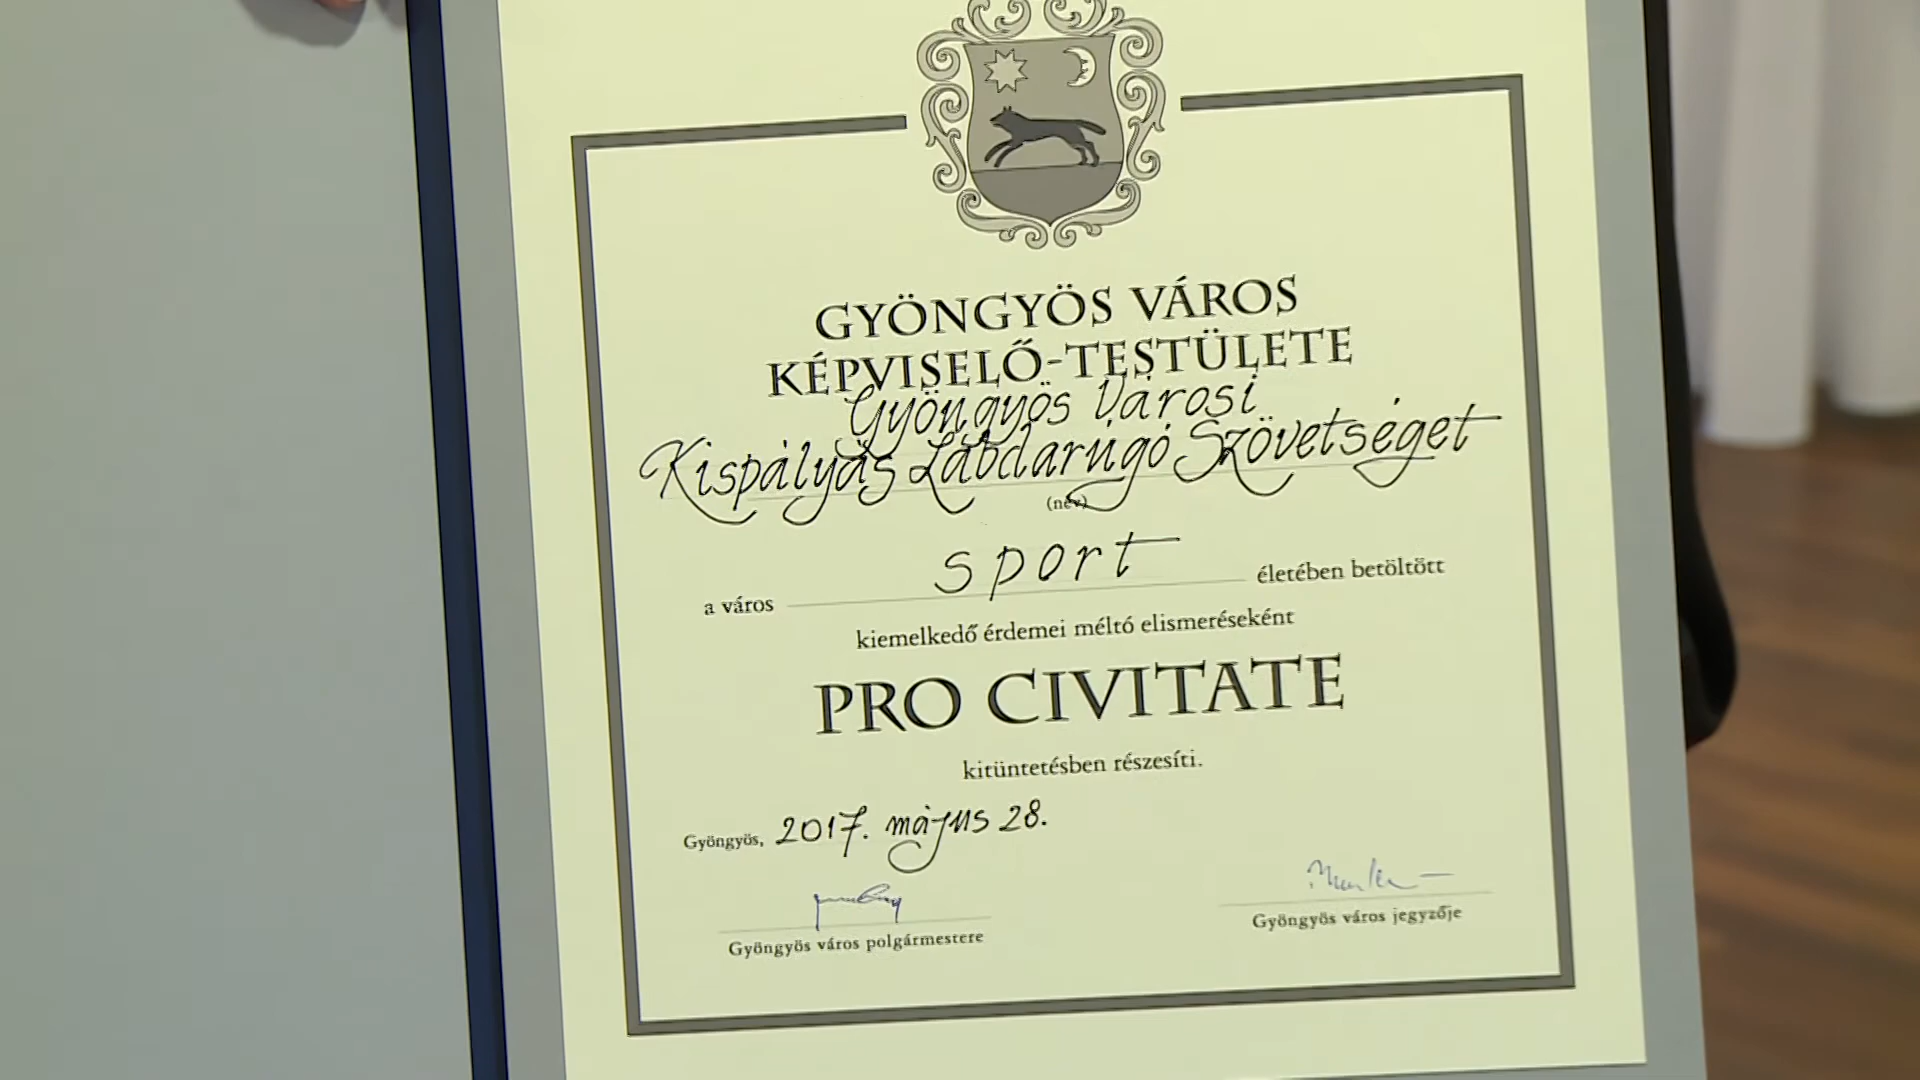 GYÖNGYÖS VÁROS
KÉPVISELŐ-TESTÜLETE
Gyöngyös Városi
Kispályás Labdarúgó Szövetséget
(név)
a város sport életében betöltött
kiemelkedő érdemei méltó elismeréseként
PRO CIVITATE
kitüntetésben részesíti.
Gyöngyös, 2017. május 28.
Gyöngyös város polgármestere
Gyöngyös város jegyzője